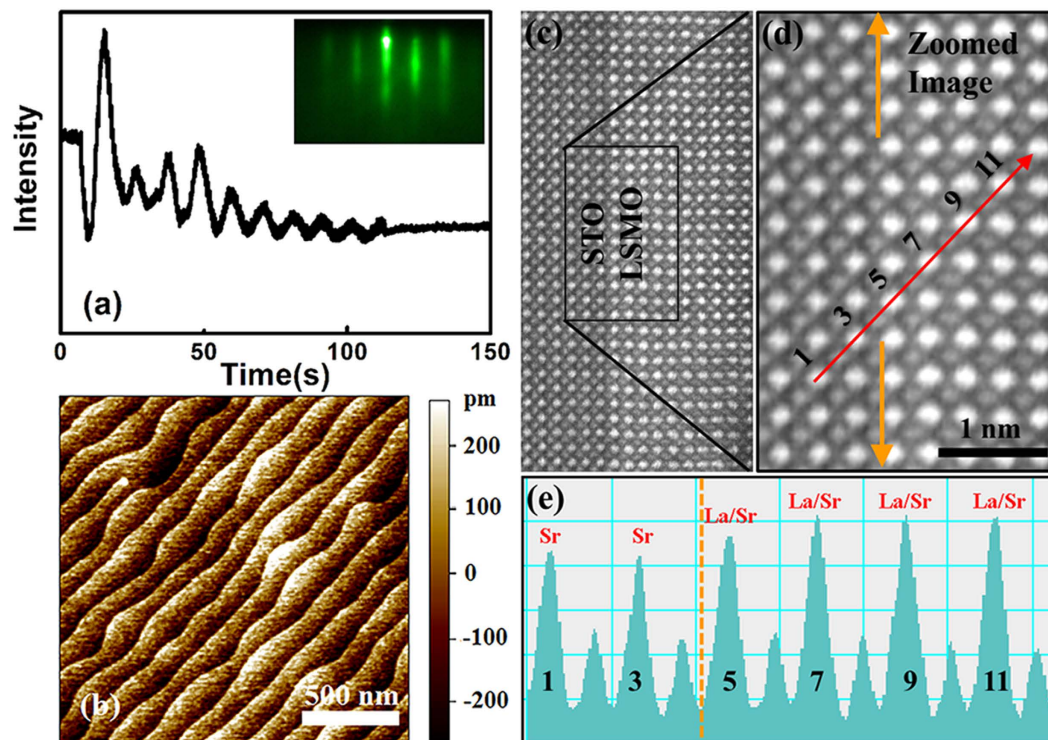 Intensity
(a)
0 50 100 150
Time(s)
pm
200
100
0
-100
-200
(b)
500 nm
(c)
STO
LSMO
(d)
Zoomed
Image
1 3 5 7 9 11
1 nm
(e)
Sr Sr La/Sr La/Sr La/Sr La/Sr
1 3 5 7 9 11